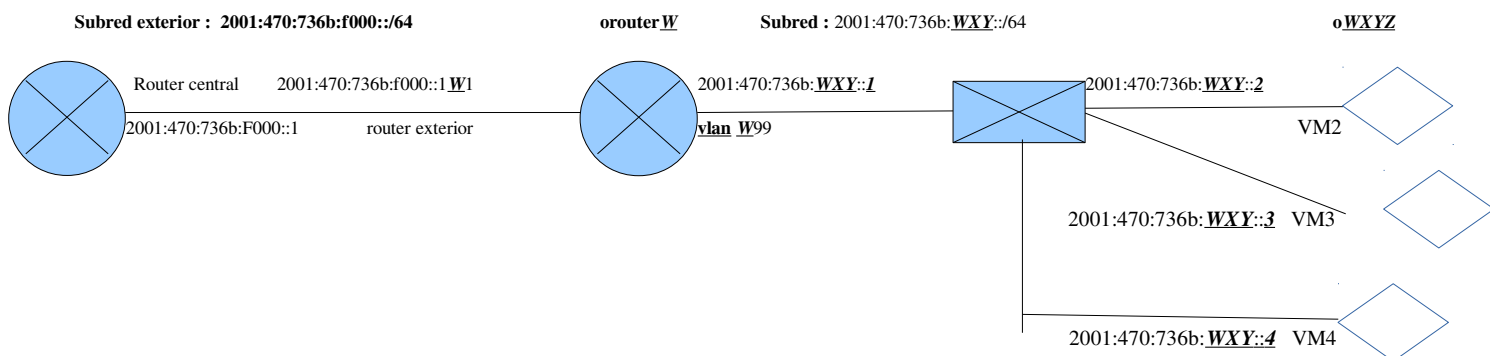 Subred exterior : 2001:470:736b:f000::/64
orouterW
Subred : 2001:470:736b:WXY::/64
oWXYZ
Router central
2001:470:736b:f000::1W1
2001:470:736b:WXY::1
2001:470:736b:WXY::2
2001:470:736b:F000::1
router exterior
vlan W99
VM2
2001:470:736b:WXY::3 VM3
2001:470:736b:WXY::4 VM4